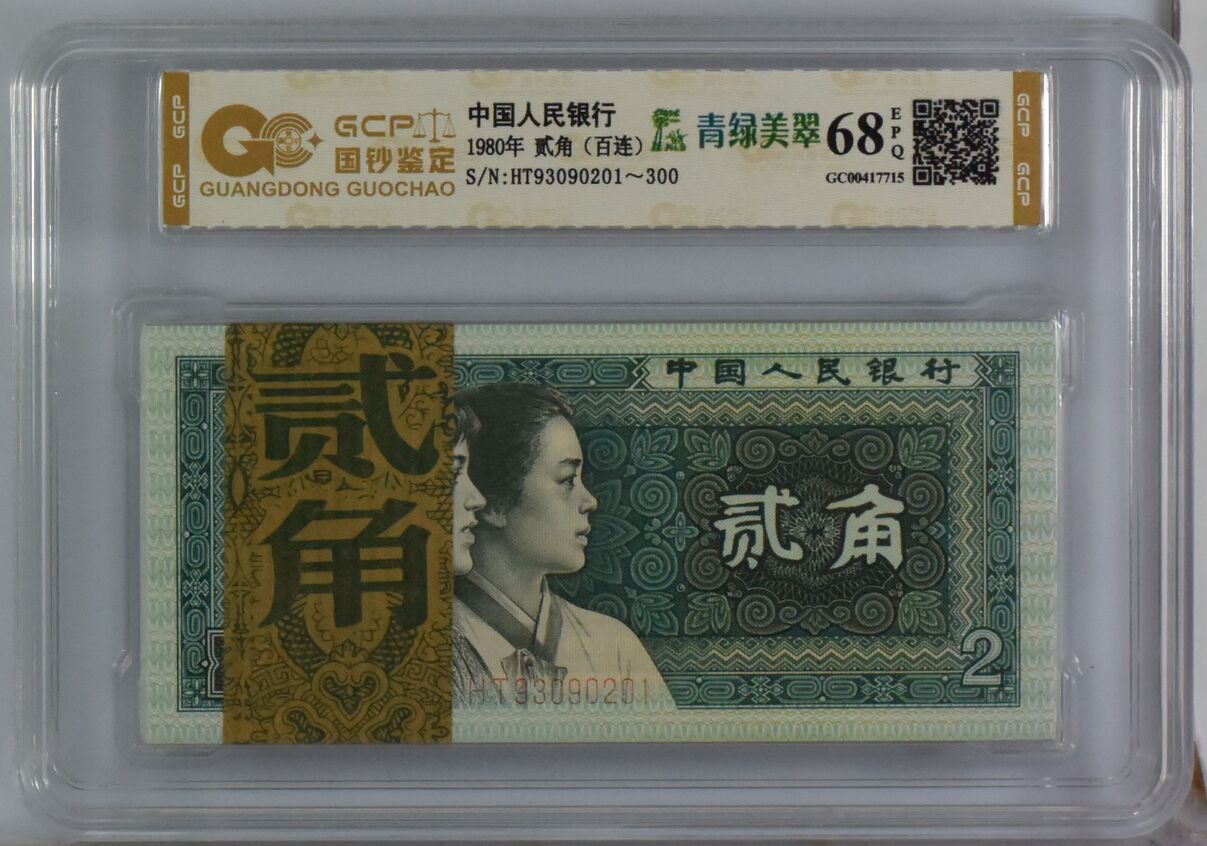 GCP
GCP
GCP
国钞鉴定
GUANGDONG GUOCHAO
中国人民银行
1980年 贰角（百连）
S/N:HT93090201～300
青绿美翠
68
EPQ
GC00417715
GCP
GCP
贰角
中国人民银行
贰角
2
HT93090201